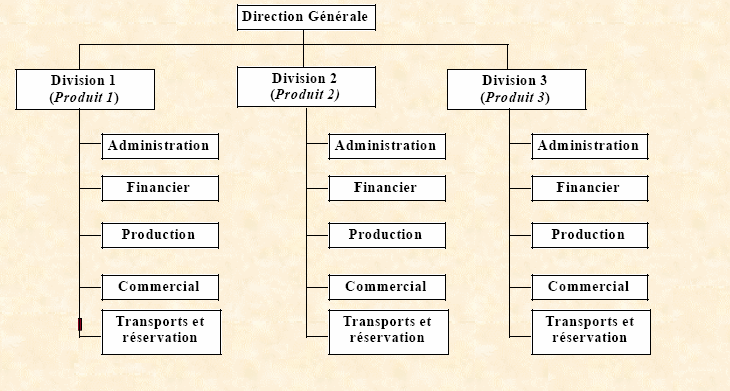 Direction Générale
Division 1
(Produit 1)
Administration
Financier
Production
Commercial
Transports et
réservation
Division 2
(Produit 2)
Administration
Financier
Production
Commercial
Transports et
réservation
Division 3
(Produit 3)
Administration
Financier
Production
Commercial
Transports et
réservation